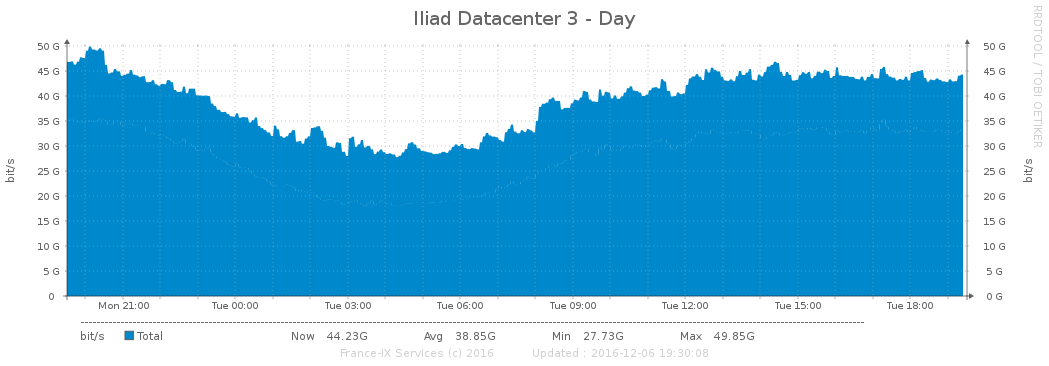 Iliad Datacenter 3 - Day
RRDTOOL / TOBI OETIKER
bit/s
50 G 50 G
45 G 45 G
40 G 40 G
35 G 35 G
30 G 30 G
25 G 25 G
20 G 20 G
15 G 15 G
10 G 10 G
5 G 5 G
0 0 G
bit/s
Mon 21:00 Tue 00:00 Tue 03:00 Tue 06:00 Tue 09:00 Tue 12:00 Tue 15:00 Tue 18:00
bit/s Total Now 44.23G Avg 38.85G Min 27.73G Max 49.85G
France-IX Services (c) 2016 Updated : 2016-12-06 19:30:08